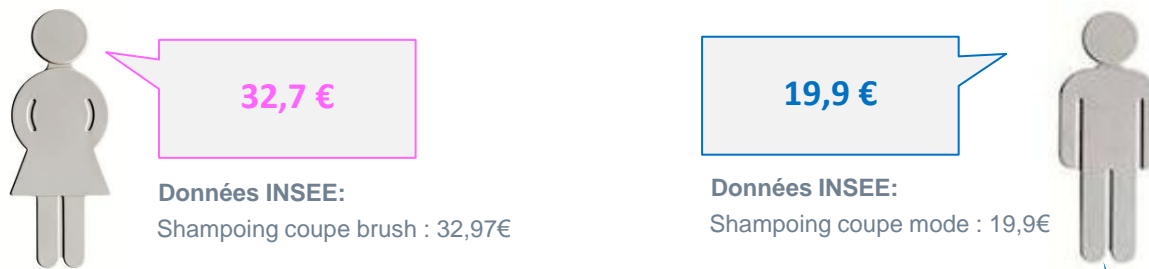 32,7 €
Données INSEE:
Shampoing coupe brush : 32,97€
19,9 €
Données INSEE:
Shampoing coupe mode : 19,9€